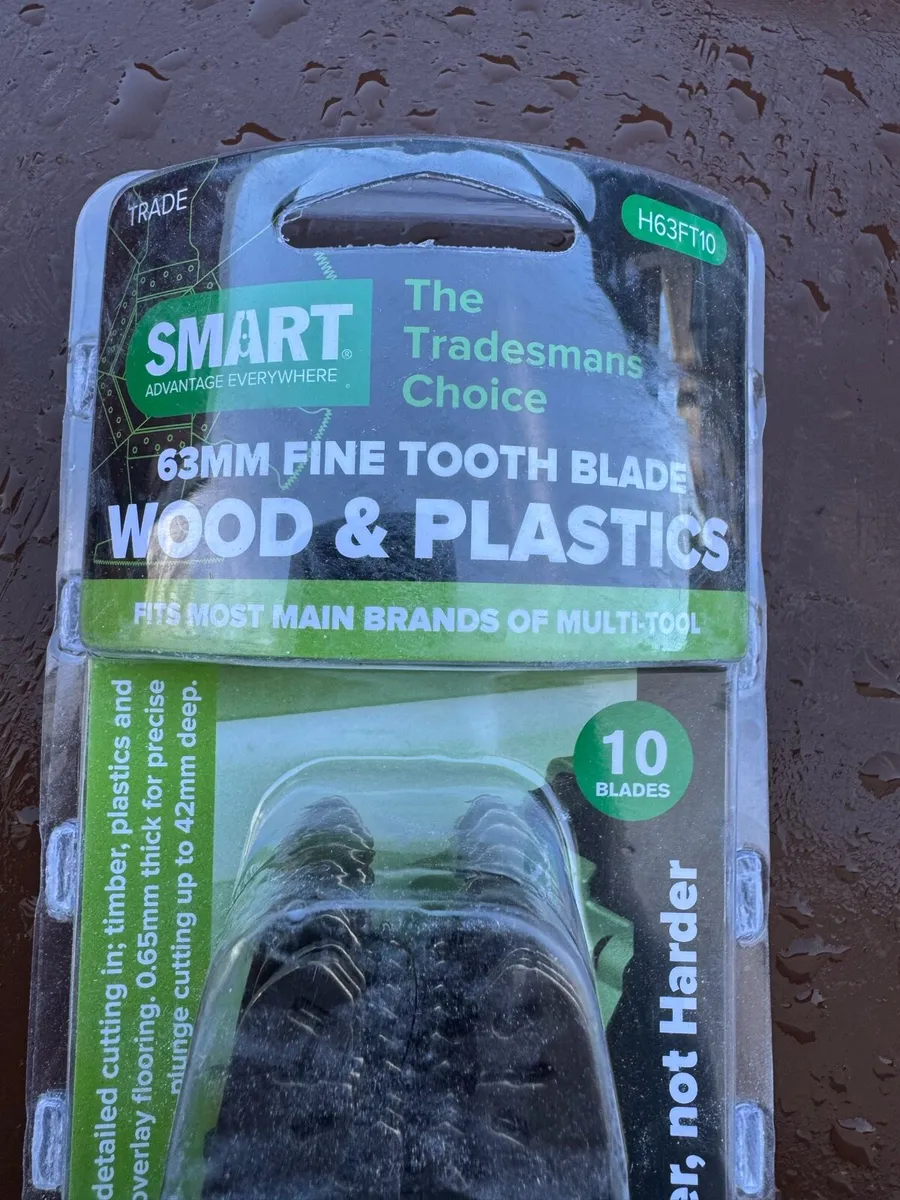 TRADE
H63FT10
SMART®
ADVANTAGE EVERYWHERE
The
Tradesmans
Choice
63MM FINE TOOTH BLADE
WOOD & PLASTICS
FITS MOST MAIN BRANDS OF MULTI-TOOL
detailed cutting in; timber, plastics and
overlay flooring. 0.65mm thick for precise
plunge cutting up to 42mm deep.
10
BLADES
er, not Harder